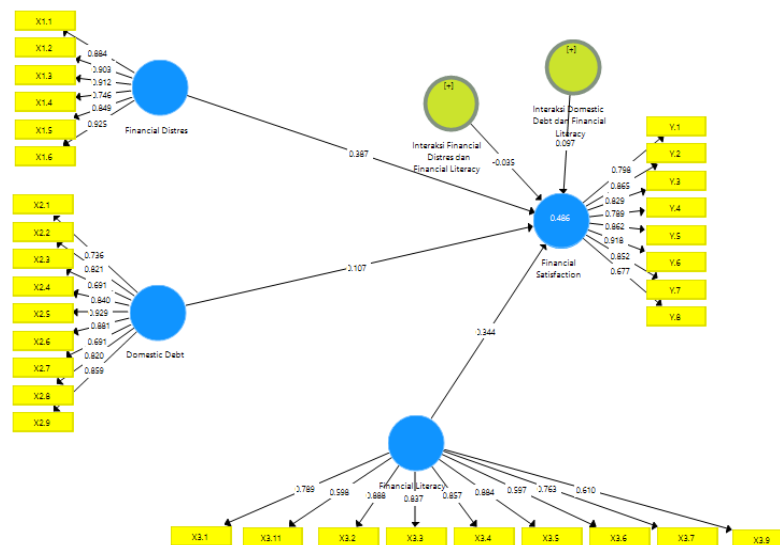 X1.1
X1.2
X1.3
X1.4
X1.5
X1.6
0.884
0.903
0.912
0.746
0.849
0.925
Financial Distres
[+]
Interaksi Financial
Distres dan
Financial Literacy
[+]
Interaksi Domestic
Debt dan Financial
Literacy
0.097
-0.035
0.387
Y.1
Y.2
Y.3
Y.4
Y.5
Y.6
Y.7
Y.8
0.798
0.865
0.829
0.789
0.862
0.918
0.852
0.677
0.486
Financial
Satisfaction
X2.1
X2.2
X2.3
X2.4
X2.5
X2.6
X2.7
X2.8
X2.9
0.736
0.821
0.691
0.840
0.929
0.881
0.691
0.820
0.859
Domestic Debt
0.107
0.344
Financial Literacy
0.789
0.598
0.888
0.837
0.857
0.884
0.597
0.763
0.610
X3.1
X3.11
X3.2
X3.3
X3.4
X3.5
X3.6
X3.7
X3.9